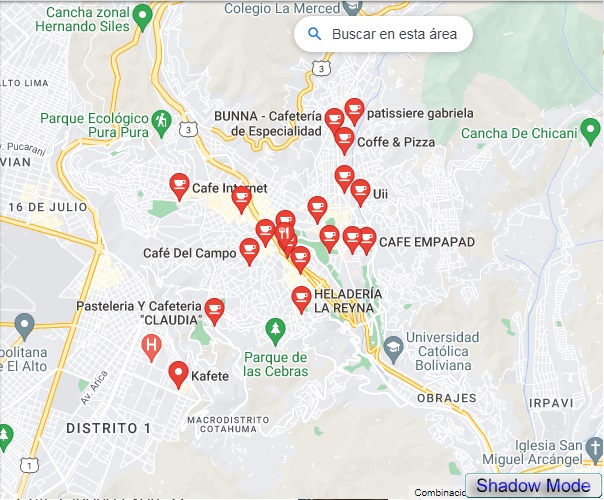 Colegio La Merced
Cancha zonal
Hernando Siles
Buscar en esta área
3
ALTO LIMA
BUNNA - Cafetería
de Especialidad
patissiere gabriela
Parque Ecológico
Pura Pura
3
Coffe & Pizza
Cancha De Chicani
Av. Pucarani
VIAN
Cafe Internet
Uii
16 DE JULIO
Café Del Campo
CAFE EMPAPAD
Pasteleria Y Cafeteria
"CLAUDIA"
HELADERÍA
LA REYNA
politana
e El Alto
H
Parque de
las Cebras
Universidad
Católica
Boliviana
Av. Arica
Kafete
OBRAJES
IRPAVI
DISTRITO 1
MACRODISTRITO
COTAHUMA
Iglesia San
Miguel Arcángel
1
Combinacio
Shadow Mode